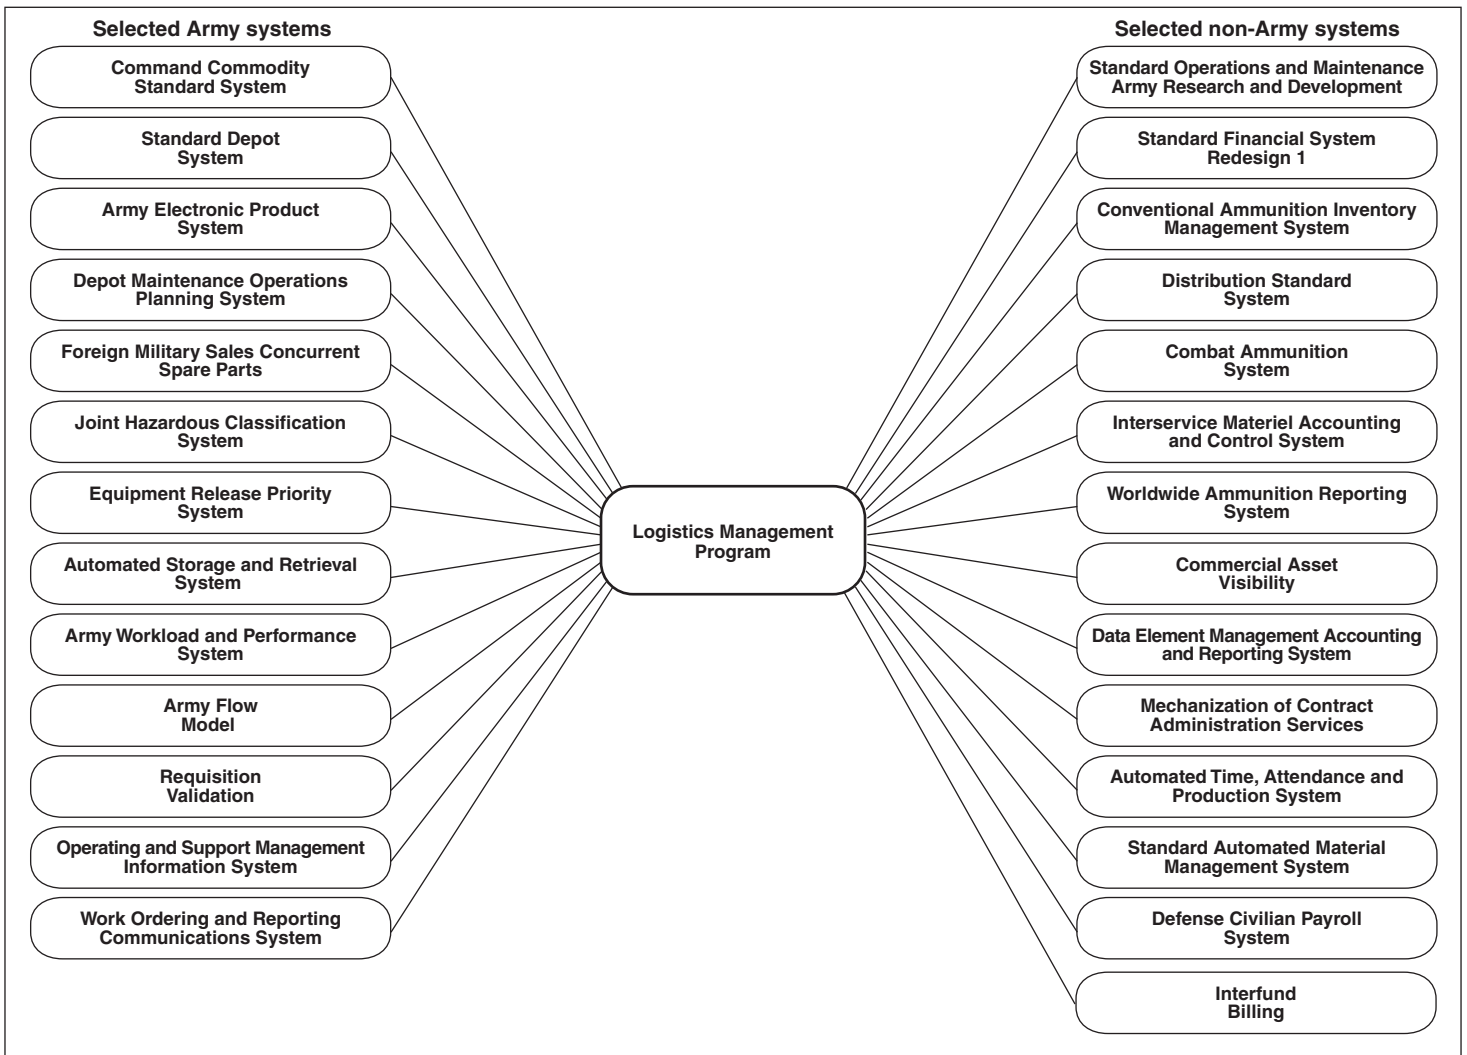 Selected Army systems
Command Commodity
Standard System
Standard Depot
System
Army Electronic Product
System
Depot Maintenance Operations
Planning System
Foreign Military Sales Concurrent
Spare Parts
Joint Hazardous Classification
System
Equipment Release Priority
System
Automated Storage and Retrieval
System
Army Workload and Performance
System
Army Flow
Model
Requisition
Validation
Operating and Support Management
Information System
Work Ordering and Reporting
Communications System
Logistics Management
Program
Selected non-Army systems
Standard Operations and Maintenance
Army Research and Development
Standard Financial System
Redesign 1
Conventional Ammunition Inventory
Management System
Distribution Standard
System
Combat Ammunition
System
Interservice Materiel Accounting
and Control System
Worldwide Ammunition Reporting
System
Commercial Asset
Visibility
Data Element Management Accounting
and Reporting System
Mechanization of Contract
Administration Services
Automated Time, Attendance and
Production System
Standard Automated Material
Management System
Defense Civilian Payroll
System
Interfund
Billing